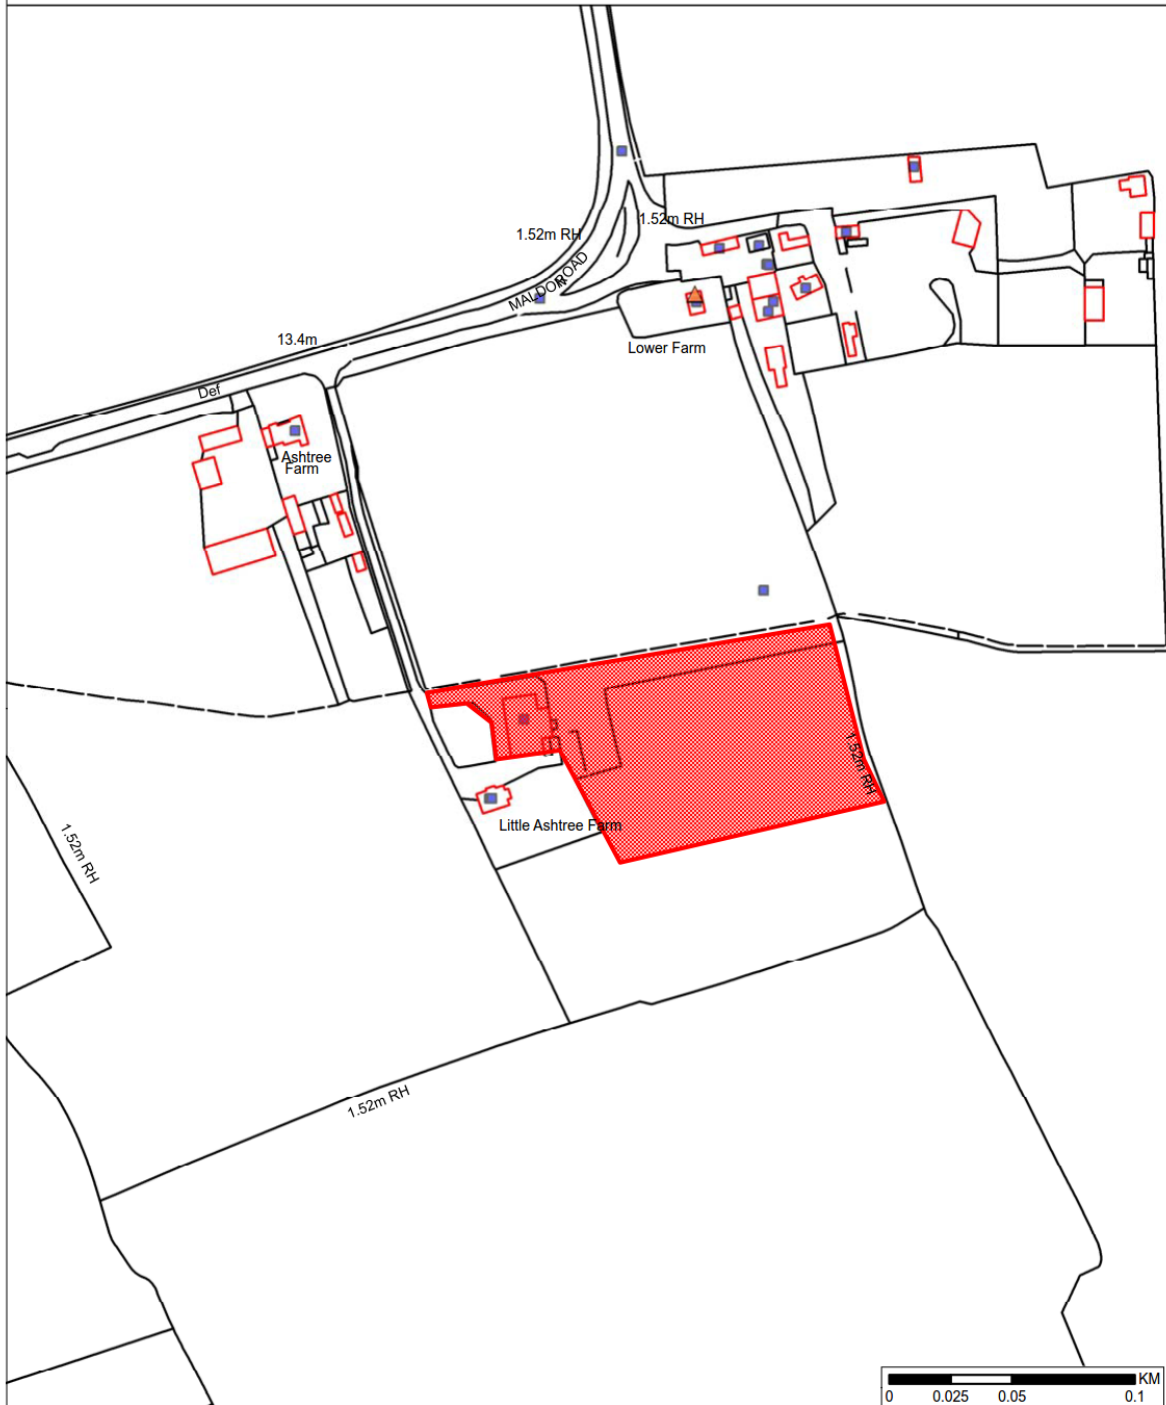 1.52m RH
1.52m RH
MALDON ROAD
13.4m
Lower Farm
Def
Ashtree
Farm
1.52m RH
Little Ashtree Farm
1.52m RH
1.52m RH
KM
0 0.025 0.05 0.1